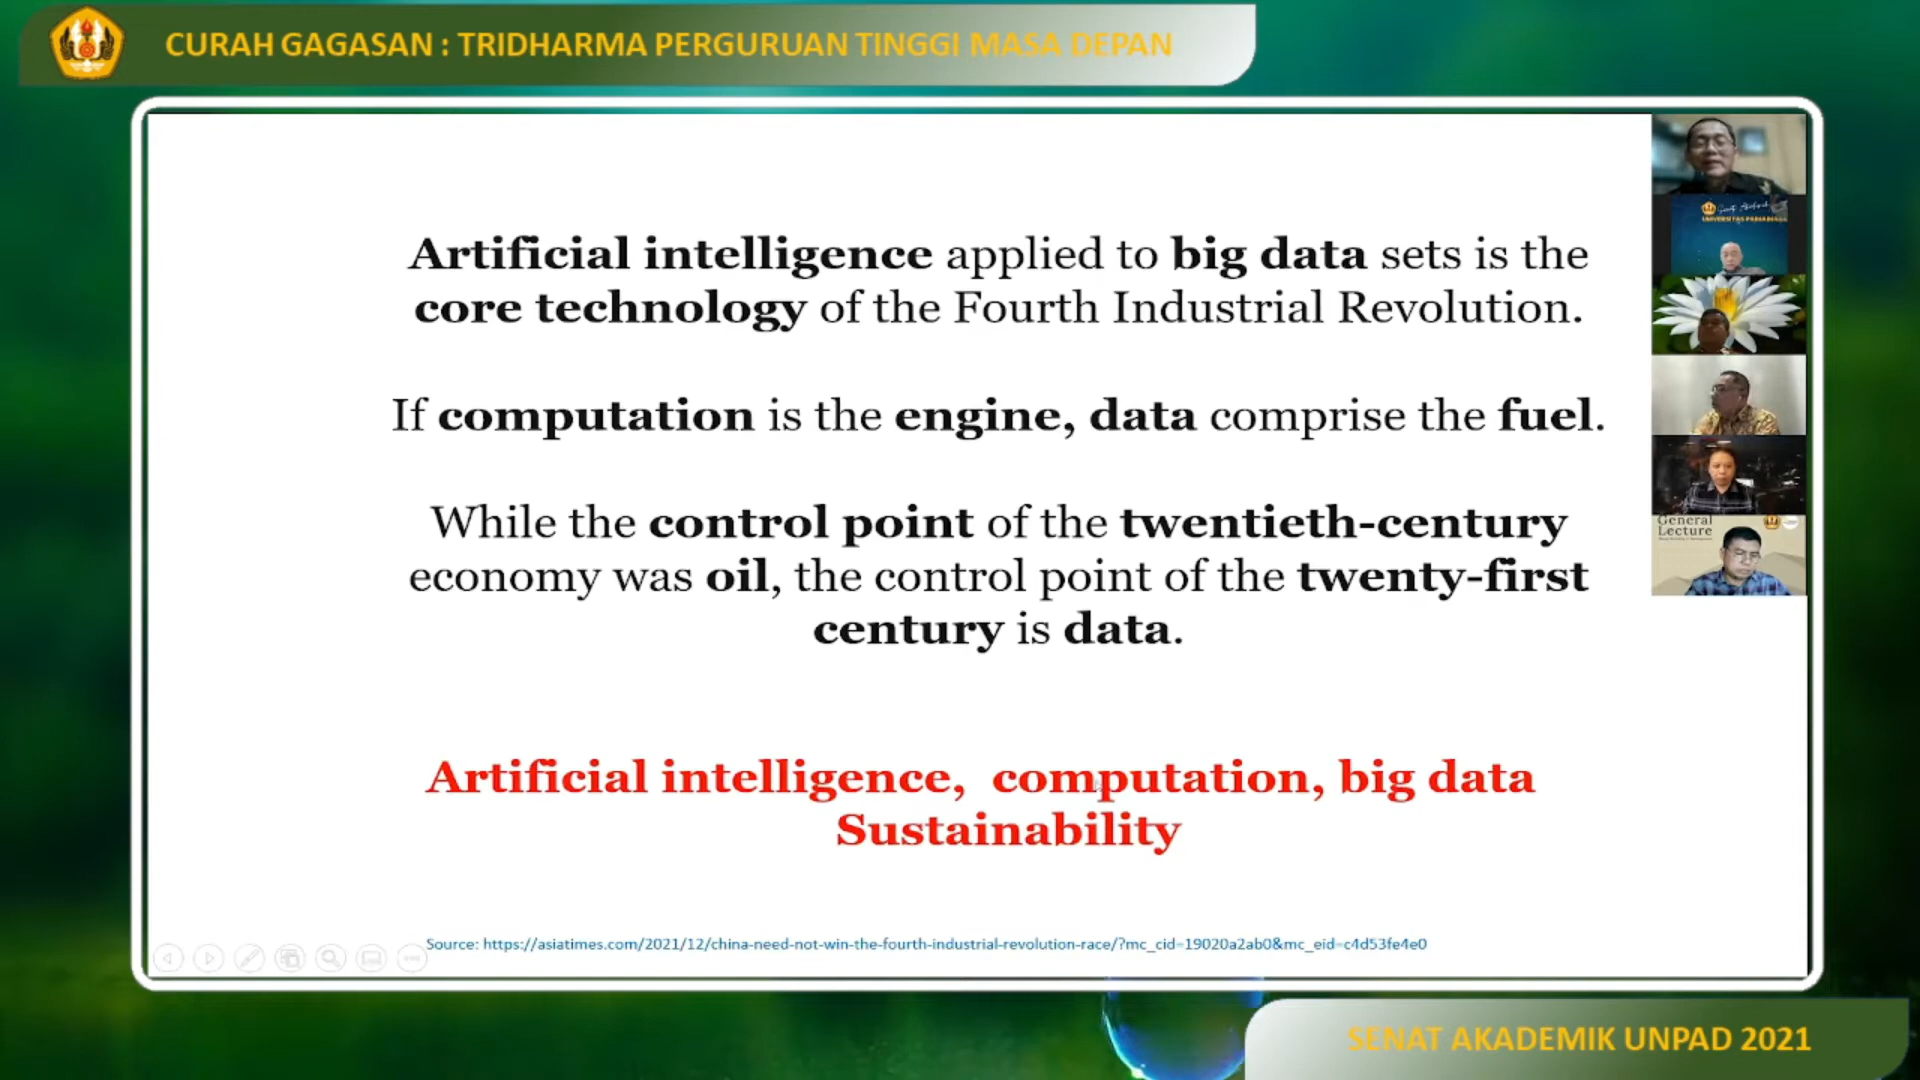 CURAH GAGASAN : TRIDHARMA PERGURUAN TINGGI MASA DEPAN
Artificial intelligence applied to big data sets is the
core technology of the Fourth Industrial Revolution.
If computation is the engine, data comprise the fuel.
While the control point of the twentieth-century
economy was oil, the control point of the twenty-first
century is data.
Artificial intelligence, computation, big data
Sustainability
Source: https://asiatimes.com/2021/12/china-need-not-win-the-fourth-industrial-revolution-race/?mc_cid=19020a2ab0&mc_eid=c4d53fe4e0
General
Lecture
SENAT AKADEMIK UNPAD 2021